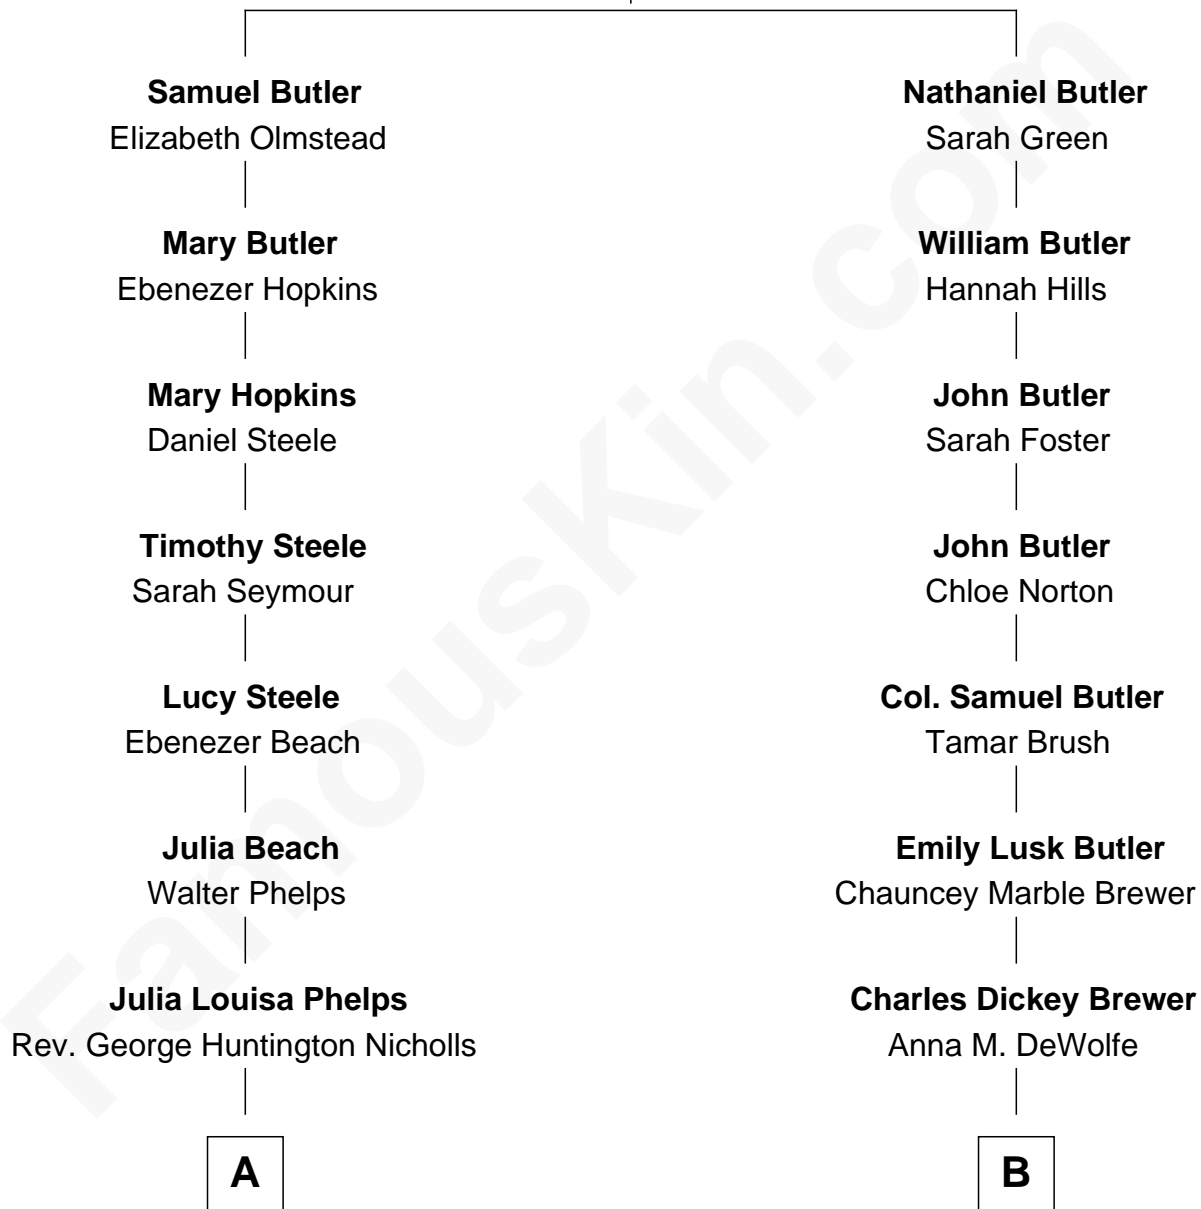 Samuel Butler
Elizabeth Olmstead
Mary Butler
Ebenezer Hopkins
Mary Hopkins
Daniel Steele
Timothy Steele
Sarah Seymour
Lucy Steele
Ebenezer Beach
Julia Beach
Walter Phelps
Julia Louisa Phelps
Rev. George Huntington Nicholls
A
Nathaniel Butler
Sarah Green
William Butler
Hannah Hills
John Butler
Sarah Foster
John Butler
Chloe Norton
Col. Samuel Butler
Tamar Brush
Emily Lusk Butler
Chauncey Marble Brewer
Charles Dickey Brewer
Anna M. DeWolfe
B
FamousKin.com